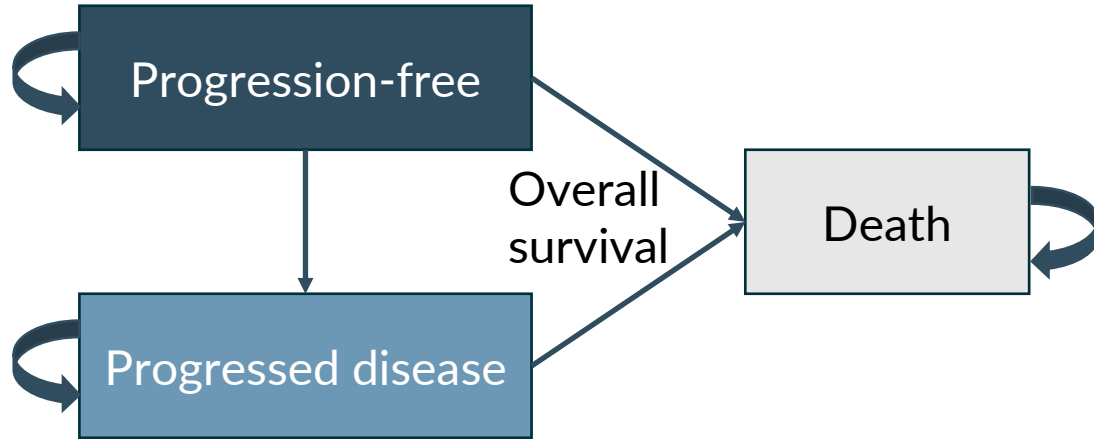 Progression-free
Overall
survival
Death
Progressed disease